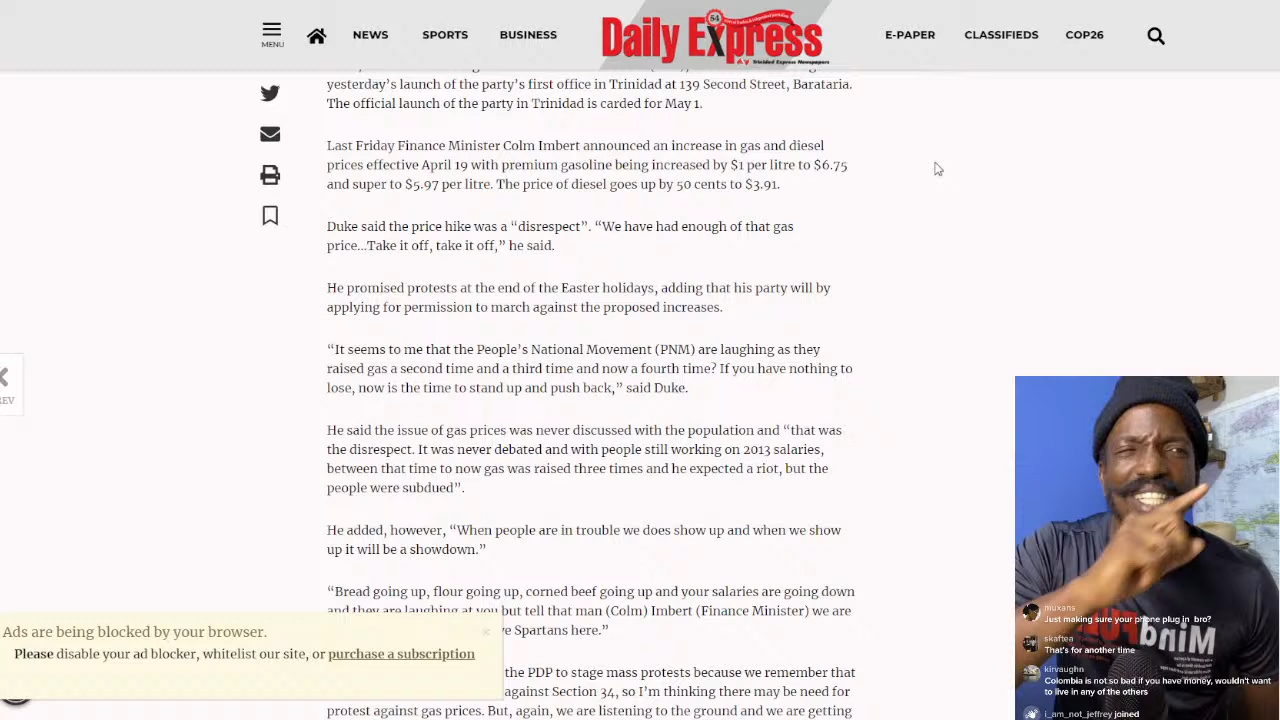 MENU
NEWS
SPORTS
BUSINESS
54
Daily Express
Trinidad Express Newspapers
E-PAPER
CLASSIFIEDS
COP26
yesterday’s launch of the party’s first office in Trinidad at 139 Second Street, Barataria.
The official launch of the party in Trinidad is carded for May 1.
Last Friday Finance Minister Colm Imbert announced an increase in gas and diesel
prices effective April 19 with premium gasoline being increased by $1 per litre to $6.75
and super to $5.97 per litre. The price of diesel goes up by 50 cents to $3.91.
Duke said the price hike was a “disrespect”. “We have had enough of that gas
price...Take it off, take it off,” he said.
He promised protests at the end of the Easter holidays, adding that his party will by
applying for permission to march against the proposed increases.
“It seems to me that the People’s National Movement (PNM) are laughing as they
raised gas a second time and a third time and now a fourth time? If you have nothing to
lose, now is the time to stand up and push back,” said Duke.
He said the issue of gas prices was never discussed with the population and “that was
the disrespect. It was never debated and with people still working on 2013 salaries,
between that time to now gas was raised three times and he expected a riot, but the
people were subdued”.
He added, however, “When people are in trouble we does show up and when we show
up it will be a showdown.”
“Bread going up, flour going up, corned beef going up and your salaries are going down
and they are laughing at you but tell that man (Colm) Imbert (Finance Minister) we are
ve Spartans here.”
the PDP to stage mass protests because we remember that
against Section 34, so I’m thinking there may be need for
protest against gas prices. But, again, we are listening to the ground and we are getting
REV
Ads are being blocked by your browser.
×
Please disable your ad blocker, whitelist our site, or purchase a subscription
muxans
Just making sure your phone plug in bro?
skaftea
That's for another time
kirvaughn
Colombia is not so bad if you have money, wouldn't want
to live in any of the others
i_am_not_jeffrey joined